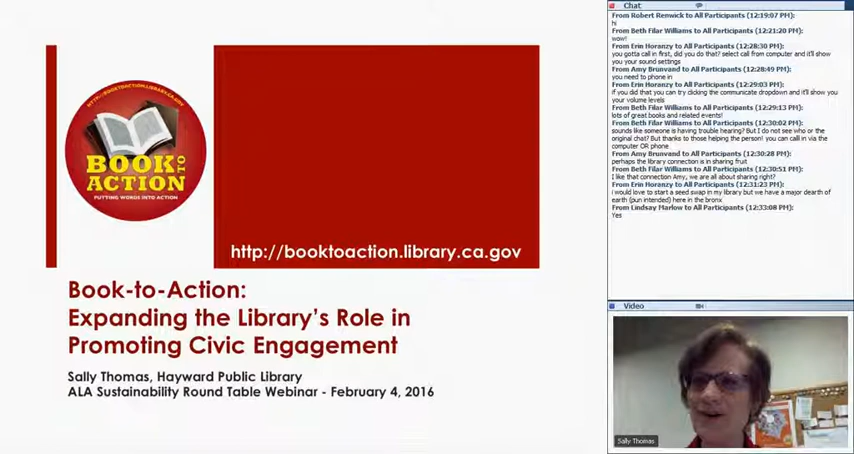 HTTP://BOOKTOACTION.LIBRARY.CA.GOV
BOOK TO
ACTION
PUTTING WORDS INTO ACTION
http://booktoaction.library.ca.gov
Book-to-Action:
Expanding the Library's Role in
Promoting Civic Engagement
Sally Thomas, Hayward Public Library
ALA Sustainability Round Table Webinar - February 4, 2016
Chat
From Robert Renwick to All Participants (12:19:07 PM):
hi
From Beth Filar Williams to All Participants (12:21:20 PM):
wow!
From Erin Horanzy to All Participants (12:28:30 PM):
you gotta call in first, did you do that? select call from computer and it'll show
you your sound settings
From Amy Brunvand to All Participants (12:28:49 PM):
you need to phone in
From Erin Horanzy to All Participants (12:29:03 PM):
if you did that you can try clicking the communicate dropdown and it'll show you
your volume levels
From Beth Filar Williams to All Participants (12:29:13 PM):
lots of great books and related events!
From Beth Filar Williams to All Participants (12:30:02 PM):
sounds like someone is having trouble hearing? But I do not see who or the
original chat? But thanks to those helping the person! you can call in via the
computer OR phone
From Amy Brunvand to All Participants (12:30:28 PM):
perhaps the library connection is in sharing fruit
From Beth Filar Williams to All Participants (12:30:51 PM):
I like that connection Amy, we are all about sharing right?
From Erin Horanzy to All Participants (12:31:23 PM):
i would love to start a seed swap in my library but we have a major dearth of
earth (pun intended) here in the bronx
From Lindsay Marlow to All Participants (12:33:08 PM):
Yes
Video
Sally Thomas